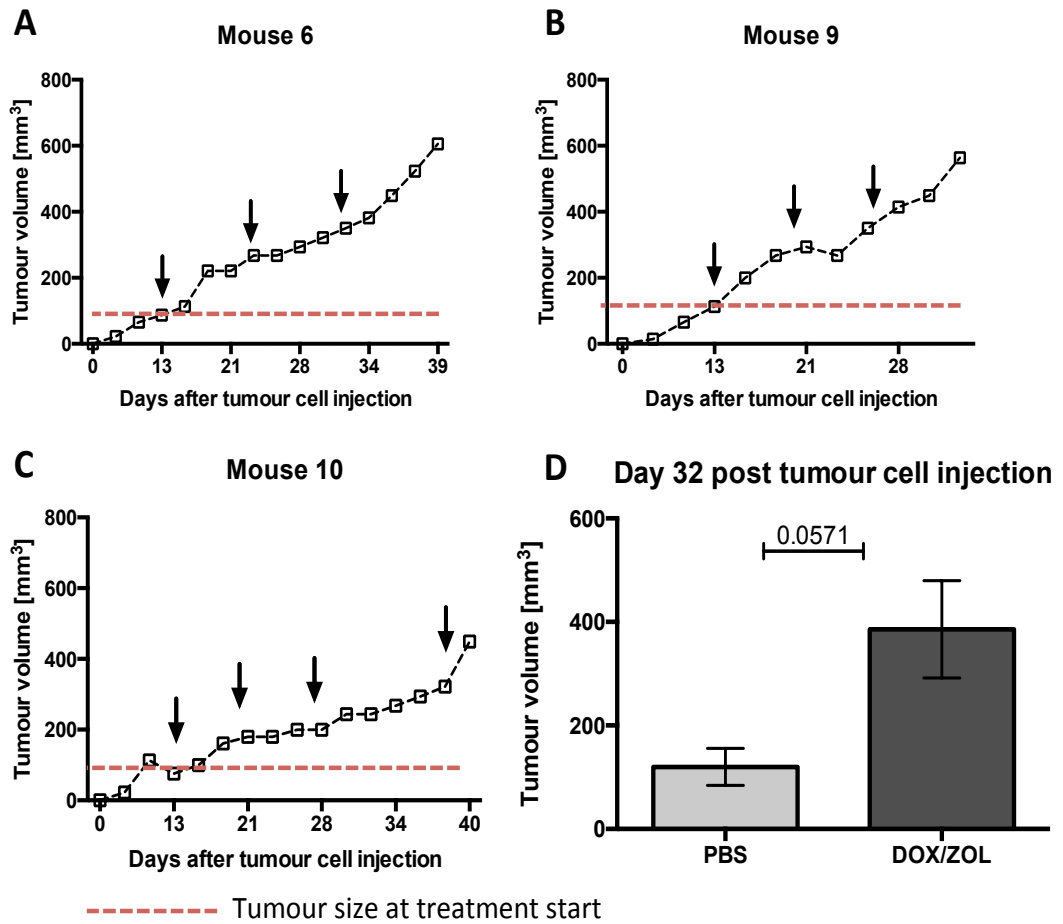 A
Mouse 6
Tumour volume [mm³]
800
600
400
200
0
0 13 21 28 34 39
Days after tumour cell injection
B
Mouse 9
Tumour volume [mm³]
800
600
400
200
0
0 13 21 28
Days after tumour cell injection
C
Mouse 10
Tumour volume [mm³]
800
600
400
200
0
0 13 21 28 34 40
Days after tumour cell injection
D
Day 32 post tumour cell injection
Tumour volume [mm³]
600
400
200
0
0.0571
PBS DOX/ZOL
Tumour size at treatment start